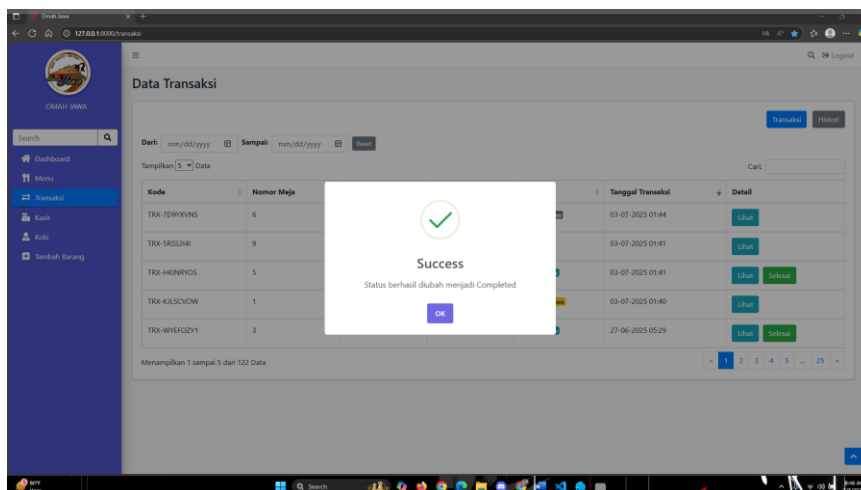 Omah Jawa
127.0.0.1:8000/transaksi
Logout
Data Transaksi
OMAH JAWA
Transaksi Histori
Search
Dari: mm/dd/yyyy Sampai: mm/dd/yyyy Reset
Dashboard
Tampilkan 5 Data Cari:
Menu
Transaksi
Kode Nomor Meja Tanggal Transaksi Detail
Kasir
TRX-7D9YXVNS 6 03-07-2025 01:44 Lihat
Koki
TRX-5RSS2I4I 9 03-07-2025 01:41 Lihat
Tambah Barang
Success
TRX-HKINRYOS 5 03-07-2025 01:41 Lihat Selesai
Status berhasil diubah menjadi Completed
TRX-KJLSCVOW 1 03-07-2025 01:40 Lihat
OK
TRX-WYEFOZY1 3 27-06-2025 05:29 Lihat Selesai
Menampilkan 1 sampai 5 dari 122 Data « 1 2 3 4 5 ... 25 »
80°F
Search